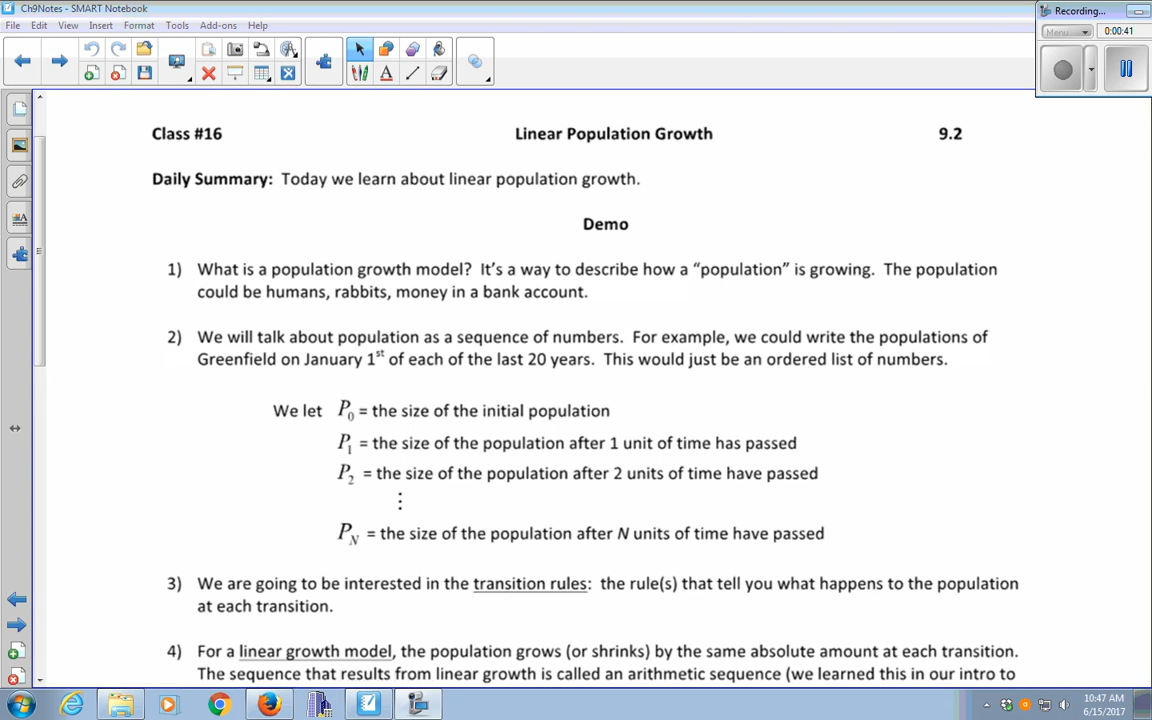 Ch9Notes - SMART Notebook
Recording...
File Edit View Insert Format Tools Add-ons Help
Menu 0:00:41
Class #16 Linear Population Growth 9.2
Daily Summary: Today we learn about linear population growth.
Demo
1) What is a population growth model? It's a way to describe how a “population” is growing. The population
could be humans, rabbits, money in a bank account.
2) We will talk about population as a sequence of numbers. For example, we could write the populations of
Greenfield on January 1st of each of the last 20 years. This would just be an ordered list of numbers.
We let P0 = the size of the initial population
P1 = the size of the population after 1 unit of time has passed
P2 = the size of the population after 2 units of time have passed
⋮
PN = the size of the population after N units of time have passed
3) We are going to be interested in the transition rules: the rule(s) that tell you what happens to the population
at each transition.
4) For a linear growth model, the population grows (or shrinks) by the same absolute amount at each transition.
The sequence that results from linear growth is called an arithmetic sequence (we learned this in our intro to
10:47 AM
6/15/2017